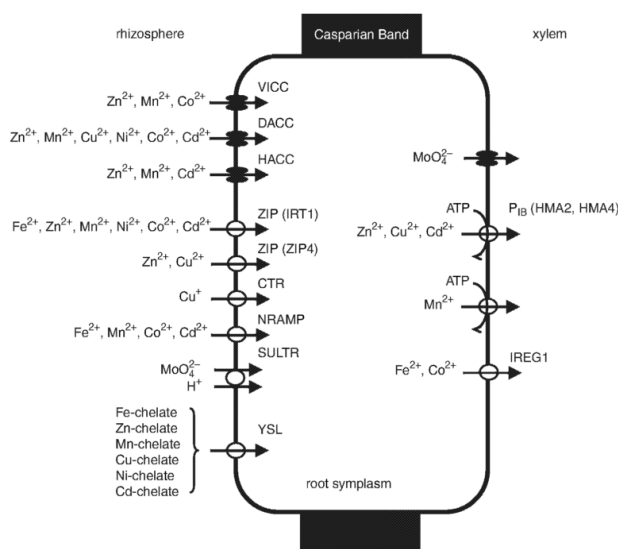 rhizosphere
Casparian Band
xylem
VICC
Zn²⁺, Mn²⁺, Co²⁺
DACC
Zn²⁺, Mn²⁺, Cu²⁺, Ni²⁺, Co²⁺, Cd²⁺
HACC
Zn²⁺, Mn²⁺, Cd²⁺
ZIP (IRT1)
Fe²⁺, Zn²⁺, Mn²⁺, Ni²⁺, Co²⁺, Cd²⁺
ZIP (ZIP4)
Zn²⁺, Cu²⁺
CTR
Cu⁺
NRAMP
Fe²⁺, Mn²⁺, Co²⁺, Cd²⁺
SULTR
MoO₄²⁻
H⁺
Fe-chelate
Zn-chelate
Mn-chelate
Cu-chelate
Ni-chelate
Cd-chelate
YSL
MoO₄²⁻
ATP
P_IB (HMA2, HMA4)
Zn²⁺, Cu²⁺, Cd²⁺
ATP
Mn²⁺
IREG1
Fe²⁺, Co²⁺
root symplasm